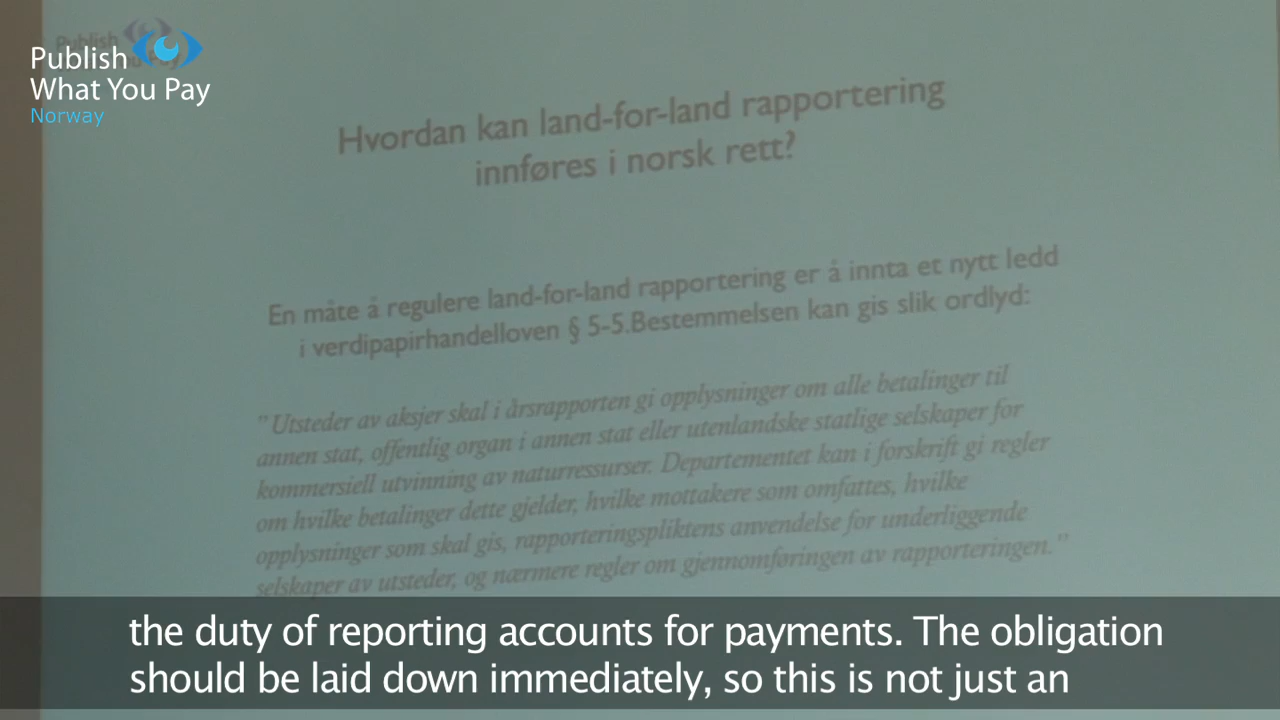 Publish
What You Pay
Norway
Hvordan kan land-for-land rapportering
innføres i norsk rett?
En måte å regulere land-for-land rapportering er å innta et nytt ledd
i verdipapirhandelloven § 5-5.Bestemmelsen kan gis slik ordlyd:
"Utsteder av aksjer skal i årsrapporten gi opplysninger om alle betalinger til
annen stat, offentlig organ i annen stat eller utenlandske statlige selskaper for
kommersiell utvinning av naturressurser. Departementet kan i forskrift gi regler
om hvilke betalinger dette gjelder, hvilke mottakere som omfattes, hvilke
opplysninger som skal gis, rapporteringspliktens anvendelse for underliggende
selskaper av utsteder, og nærmere regler om gjennomføringen av rapporteringen."
the duty of reporting accounts for payments. The obligation
should be laid down immediately, so this is not just an